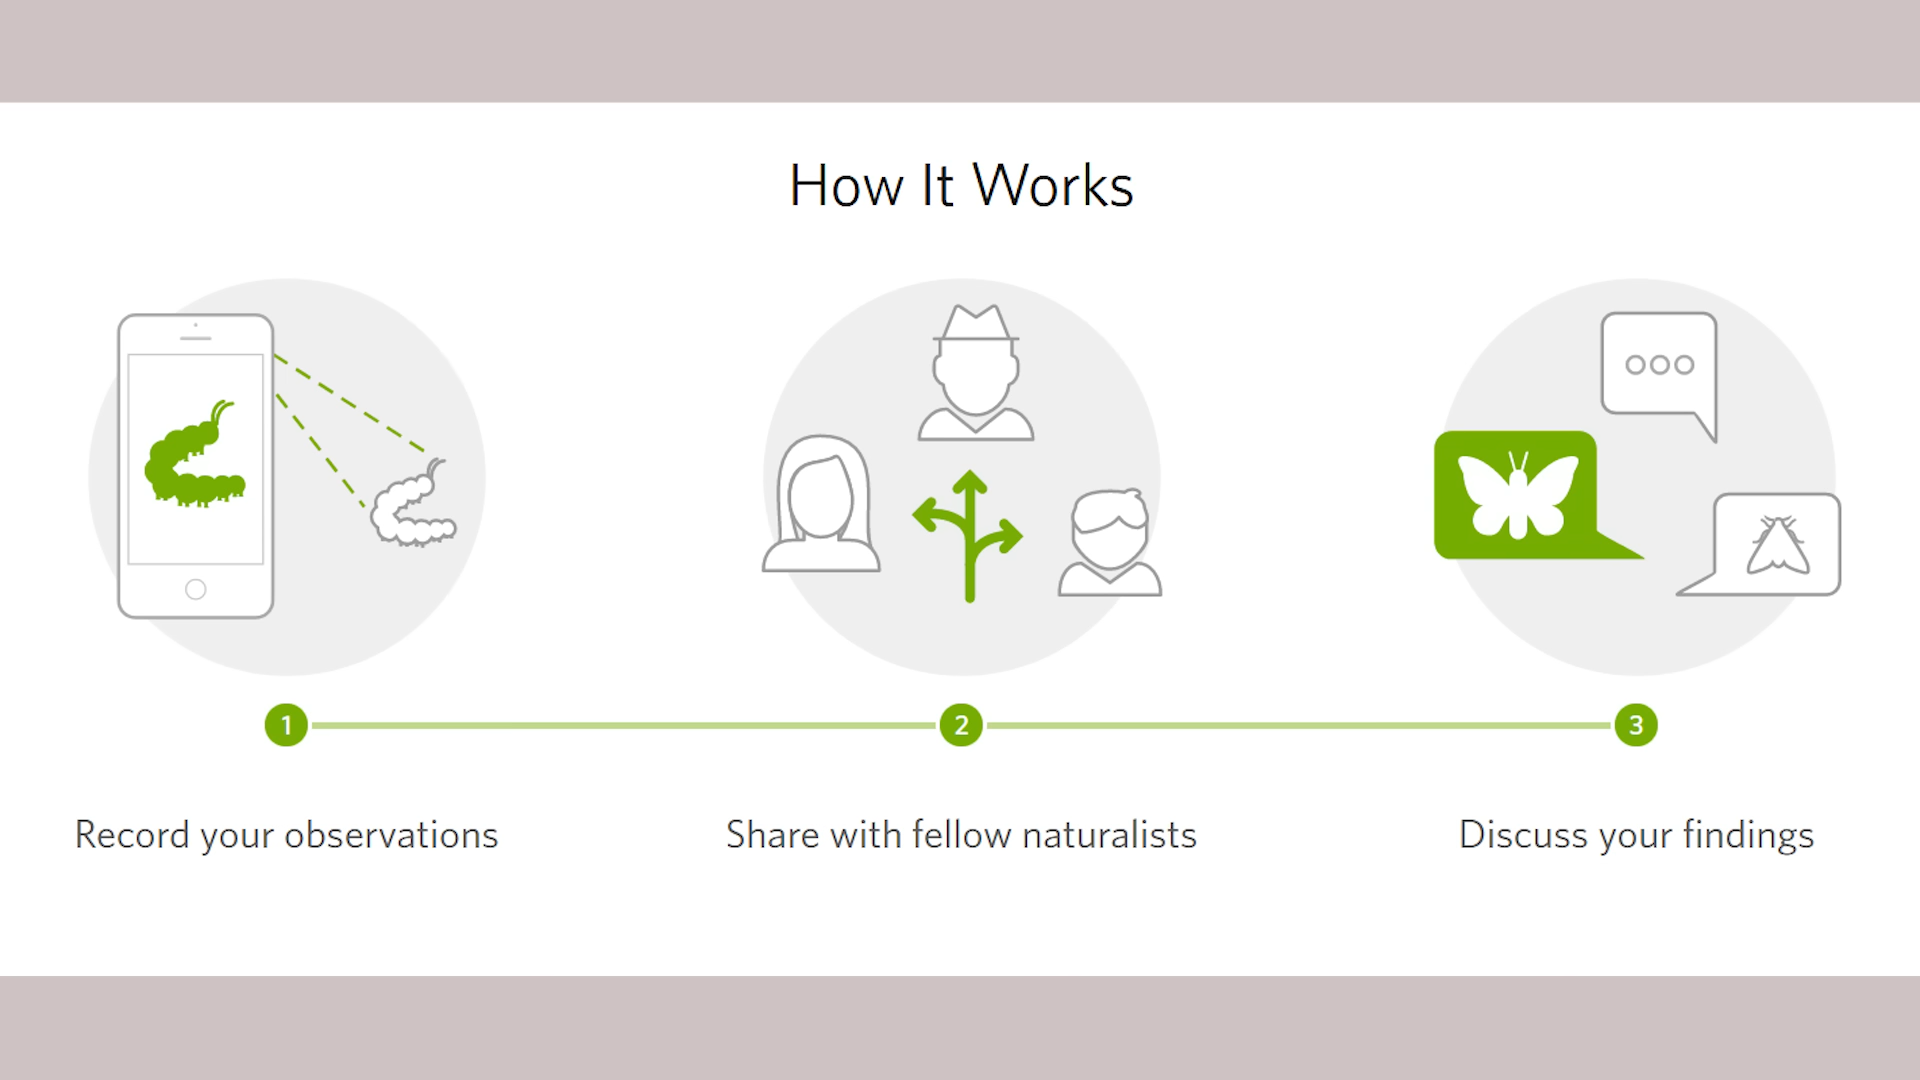 How It Works
1
2
3
Record your observations
Share with fellow naturalists
Discuss your findings